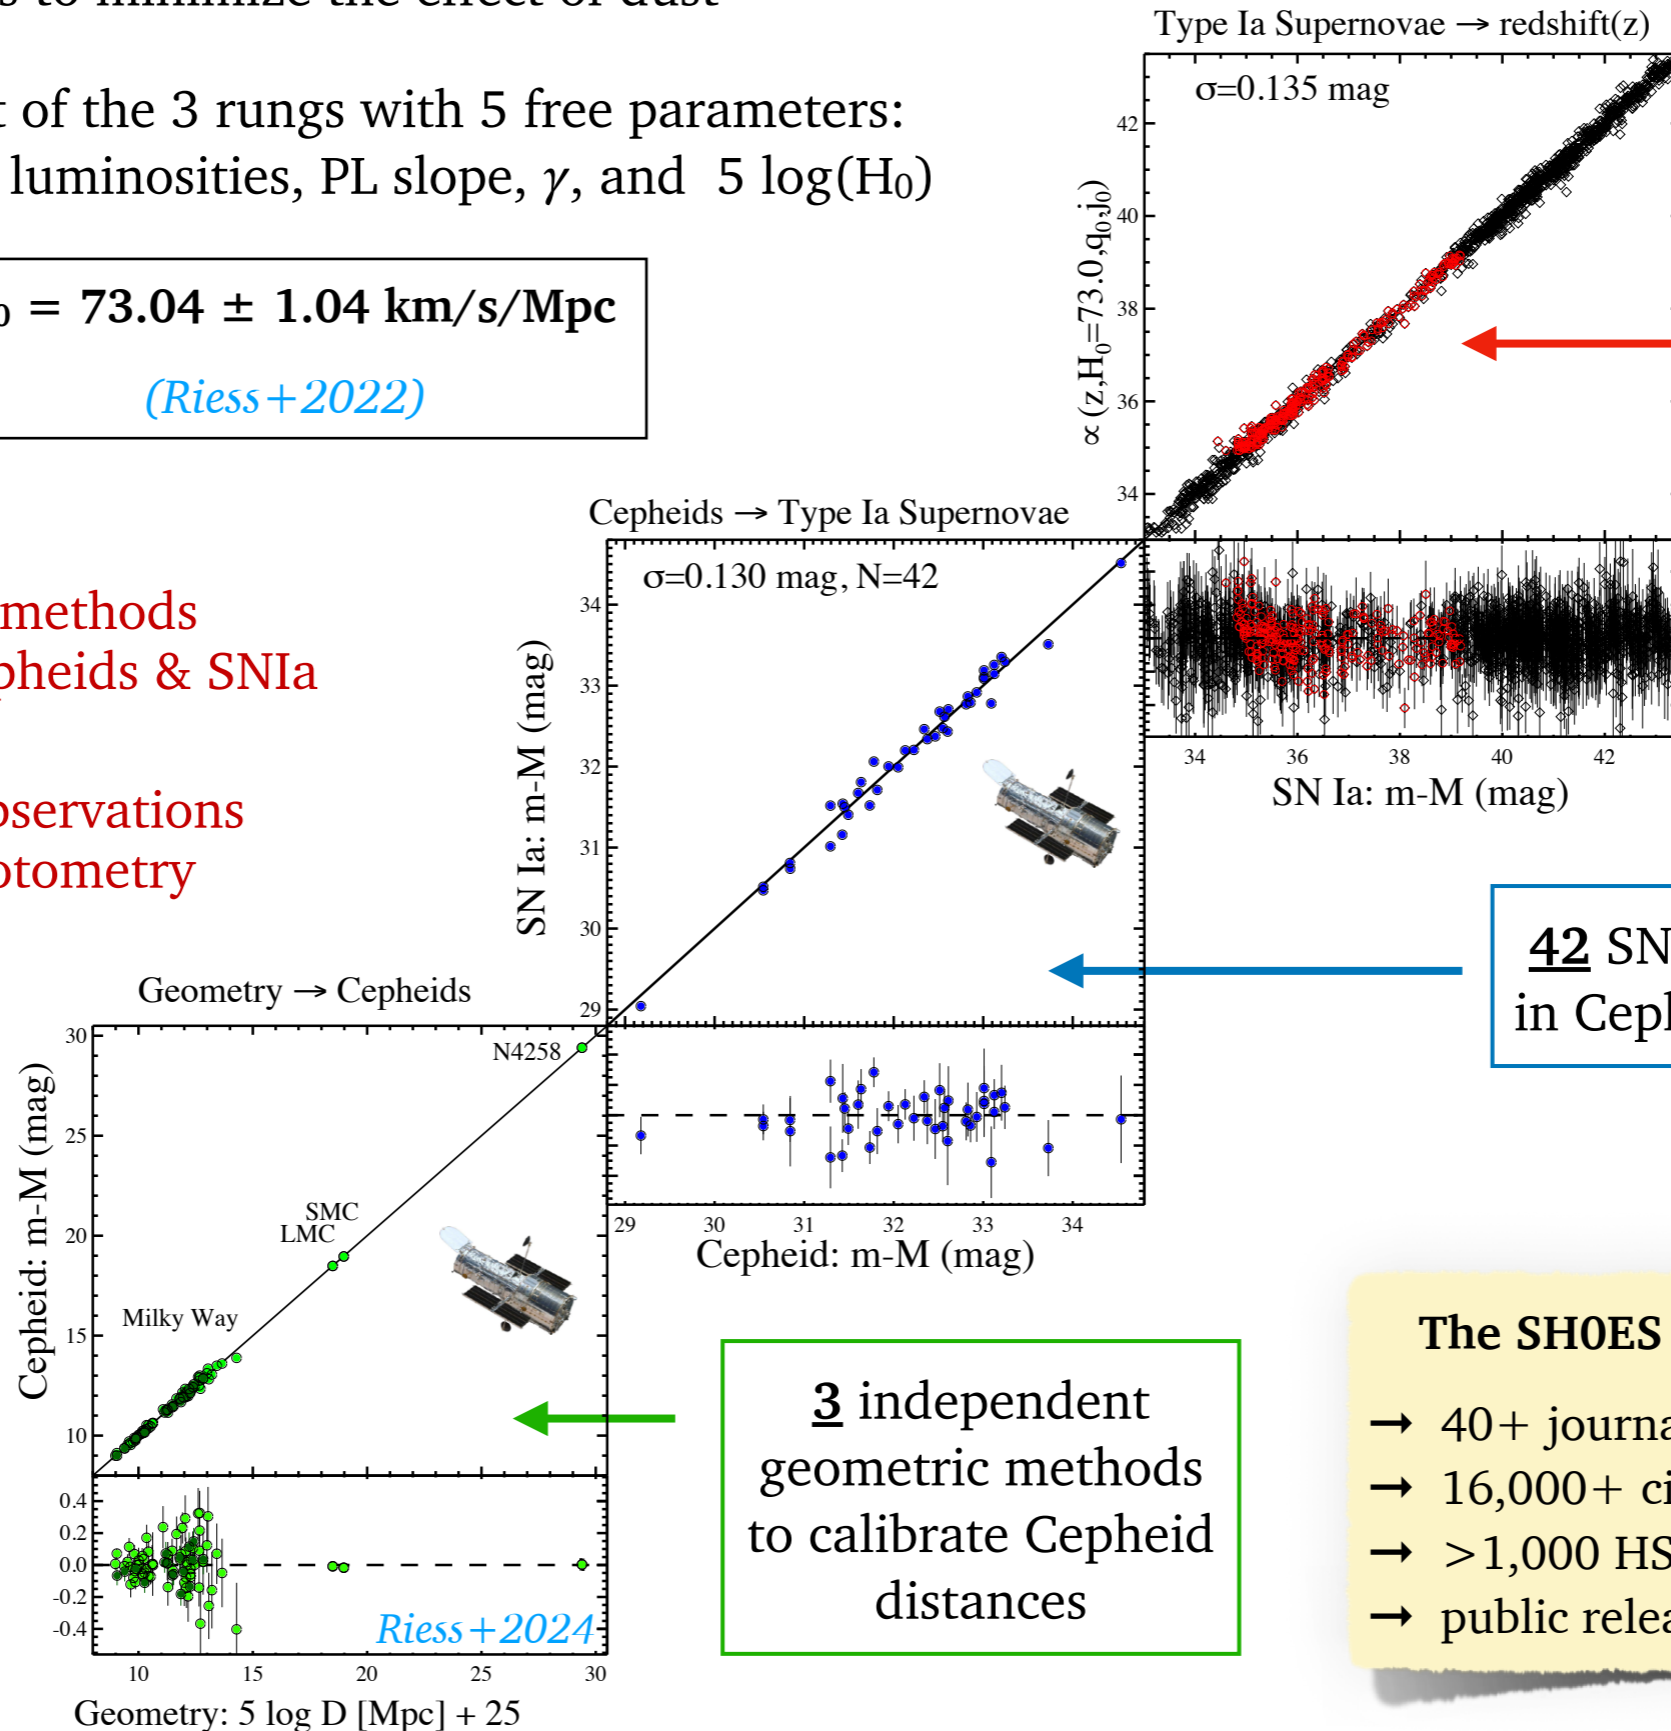 s to minimize the effect of dust
t of the 3 rungs with 5 free parameters:
luminosities, PL slope, γ, and 5 log(H₀)
₀ = 73.04 ± 1.04 km/s/Mpc
(Riess+2022)
methods
pheids & SNIa
bservations
otometry
Type Ia Supernovae → redshift(z)
σ=0.135 mag
∝ (z,H₀=73.0,q₀,j₀)
42
40
38
36
34
34 36 38 40 42
SN Ia: m-M (mag)
Cepheids → Type Ia Supernovae
σ=0.130 mag, N=42
SN Ia: m-M (mag)
34
33
32
31
30
29
29 30 31 32 33 34
Cepheid: m-M (mag)
42 SN
in Ceph
Geometry → Cepheids
Cepheid: m-M (mag)
30
25
20
15
10
N4258
SMC
LMC
Milky Way
0.4
0.2
0.0
-0.2
-0.4
Riess+2024
10 15 20 25 30
Geometry: 5 log D [Mpc] + 25
3 independent
geometric methods
to calibrate Cepheid
distances
The SH0ES
→ 40+ journa
→ 16,000+ ci
→ >1,000 HS
→ public relea